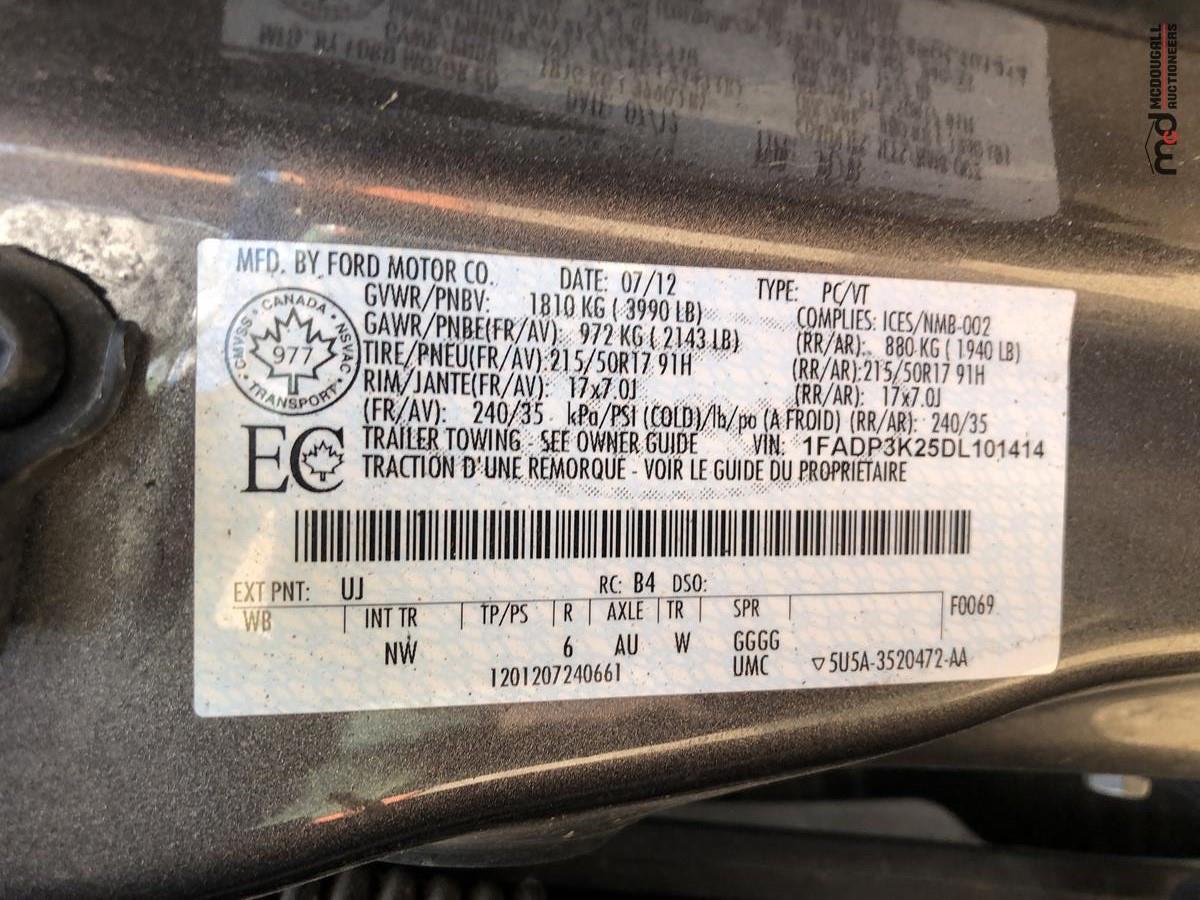 McDOUGALL
AUCTIONEERS
mcd
MFD. BY FORD MOTOR CO. DATE: 07/12 TYPE: PC/VT
GVWR/PNBV: 1810 KG ( 3990 LB) COMPLIES: ICES/NMB-002
GAWR/PNBE(FR/AV): 972 KG ( 2143 LB) (RR/AR): 880 KG ( 1940 LB)
TIRE/PNEU(FR/AV):215/50R17 91H (RR/AR):215/50R17 91H
RIM/JANTE(FR/AV): 17x7.0J (RR/AR): 17x7.0J
(FR/AV): 240/35 kPa/PSI (COLD)/lb/po (A FROID) (RR/AR): 240/35
TRAILER TOWING - SEE OWNER GUIDE VIN: 1FADP3K25DL101414
TRACTION D'UNE REMORQUE - VOIR LE GUIDE DU PROPRIETAIRE
CANADA
CMVSS 977 NSVAC
TRANSPORT
EC
EXT PNT: UJ RC: B4 DSO:
WB INT TR TP/PS R AXLE TR SPR F0069
NW 6 AU W GGGG
1201207240661 UMC 5U5A-3520472-AA